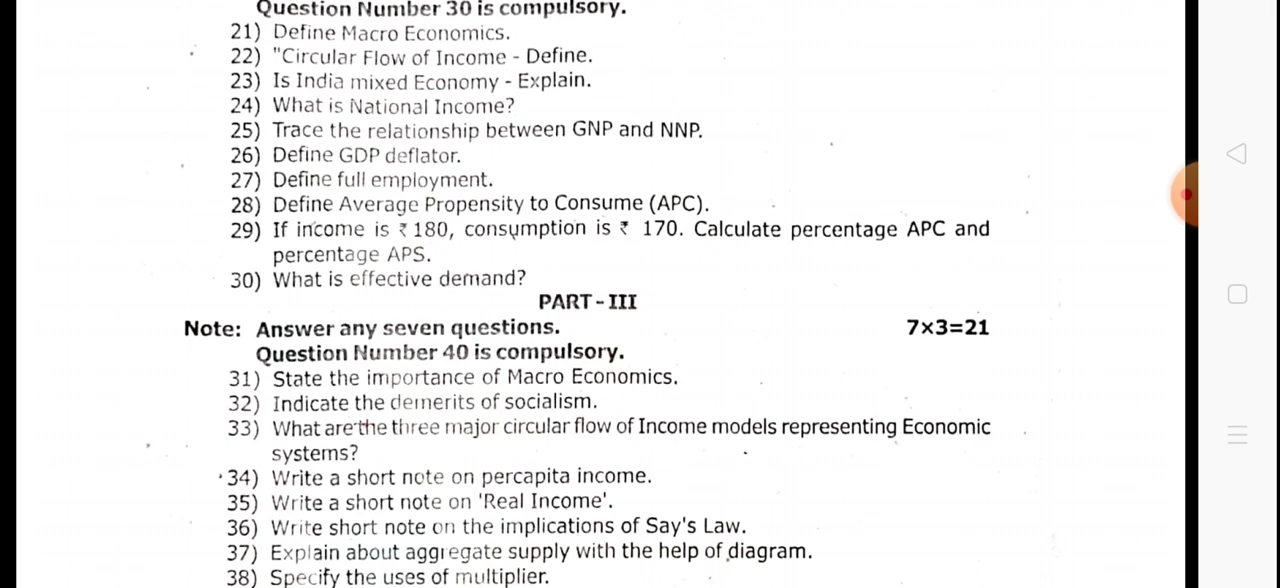 Question Number 30 is compulsory.
21) Define Macro Economics.
22) "Circular Flow of Income - Define.
23) Is India mixed Economy - Explain.
24) What is National Income?
25) Trace the relationship between GNP and NNP.
26) Define GDP deflator.
27) Define full employment.
28) Define Average Propensity to Consume (APC).
29) If income is ₹ 180, consumption is ₹ 170. Calculate percentage APC and
percentage APS.
30) What is effective demand?
PART - III
Note: Answer any seven questions. 7×3=21
Question Number 40 is compulsory.
31) State the importance of Macro Economics.
32) Indicate the demerits of socialism.
33) What are the three major circular flow of Income models representing Economic
systems?
34) Write a short note on percapita income.
35) Write a short note on 'Real Income'.
36) Write short note on the implications of Say's Law.
37) Explain about aggregate supply with the help of diagram.
38) Specify the uses of multiplier.